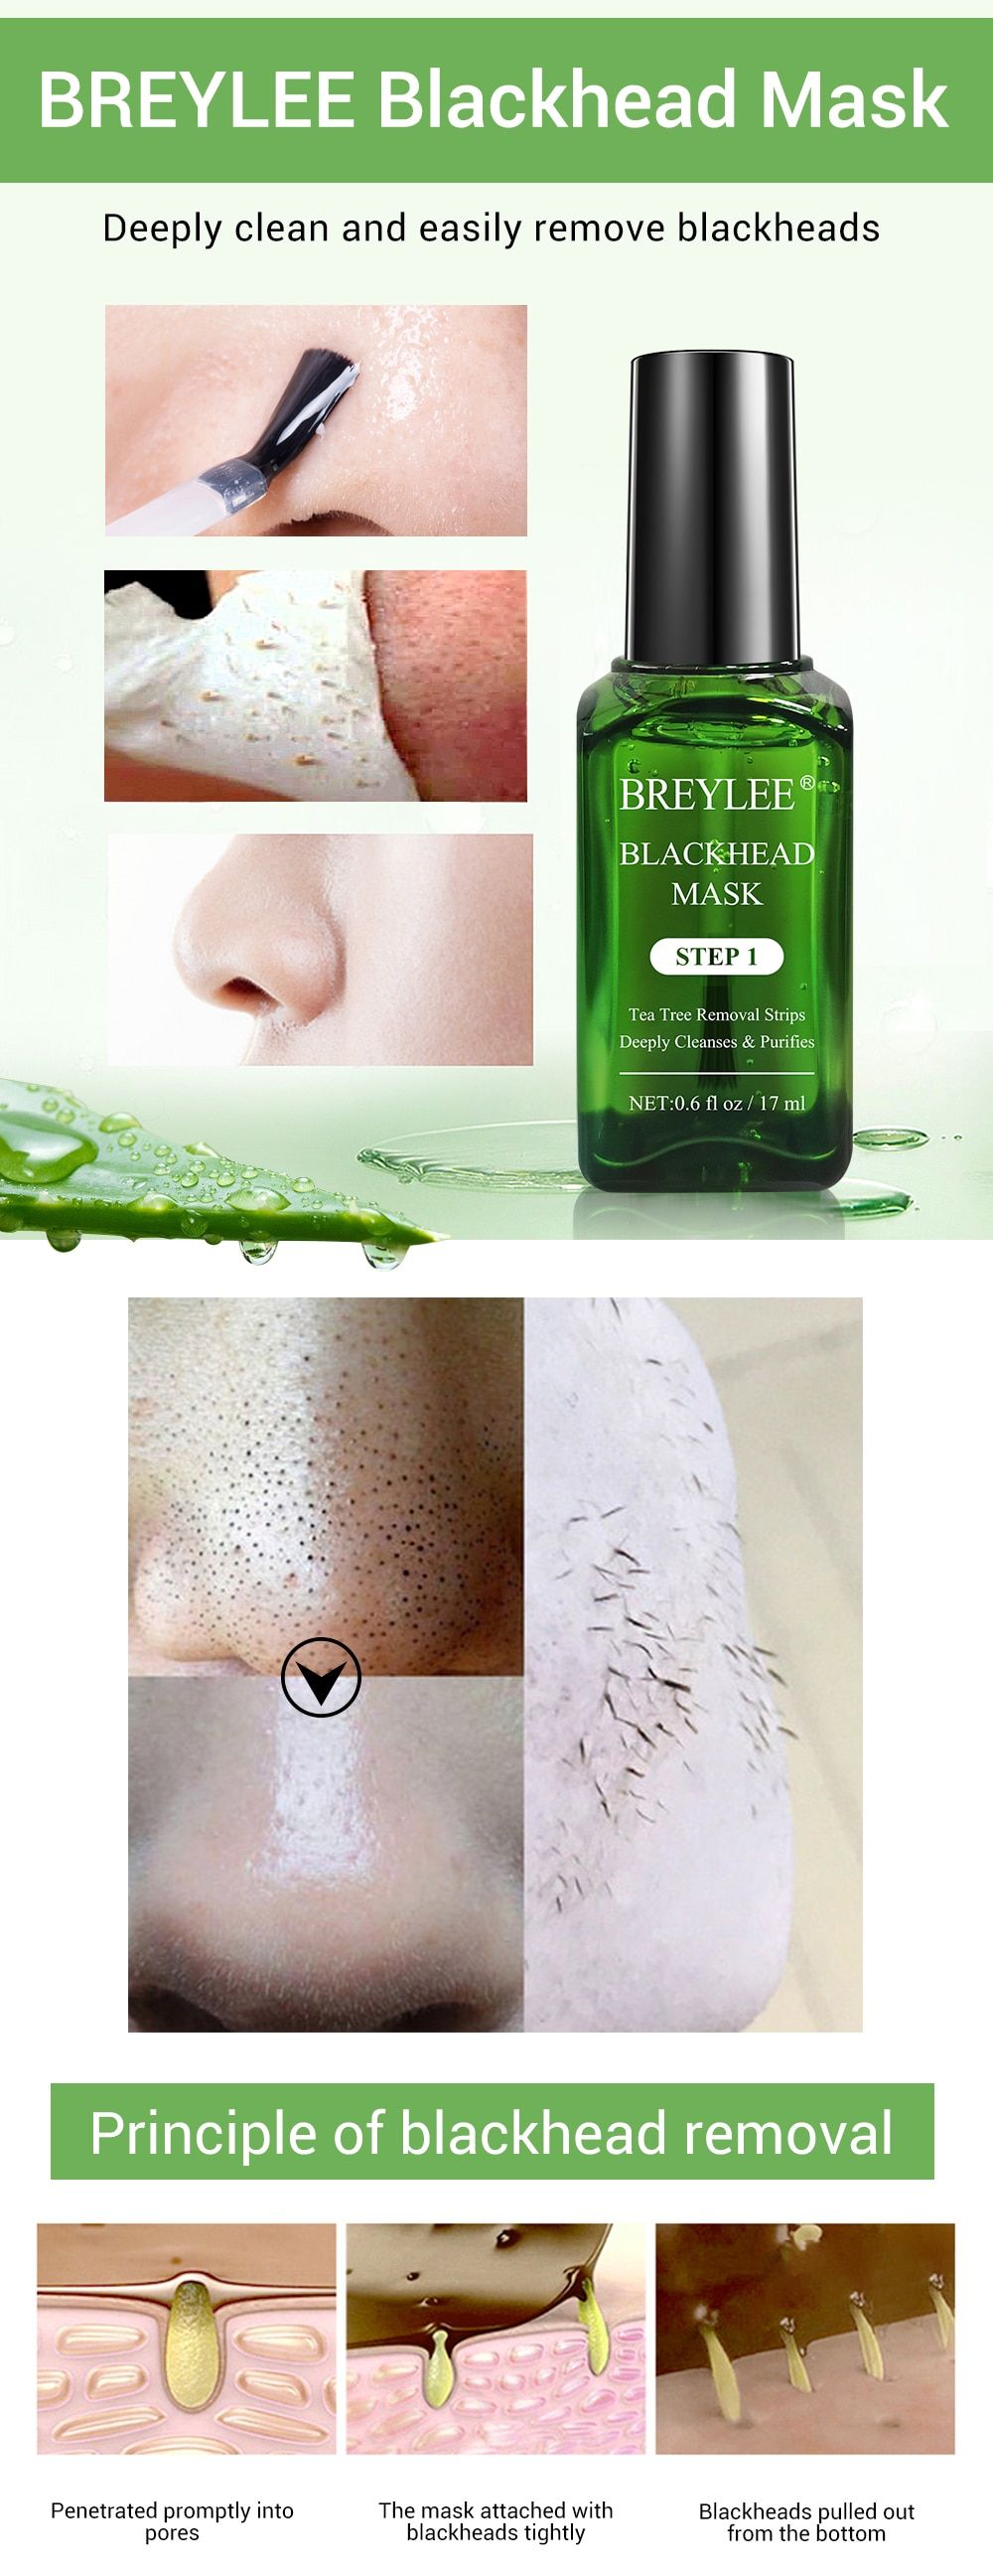 BREYLEE Blackhead Mask
Deeply clean and easily remove blackheads
BREYLEE®
BLACKHEAD
MASK
STEP 1
Tea Tree Removal Strips
Deeply Cleanses & Purifies
NET:0.6 fl oz / 17 ml
Principle of blackhead removal
Penetrated promptly into
pores
The mask attached with
blackheads tightly
Blackheads pulled out
from the bottom